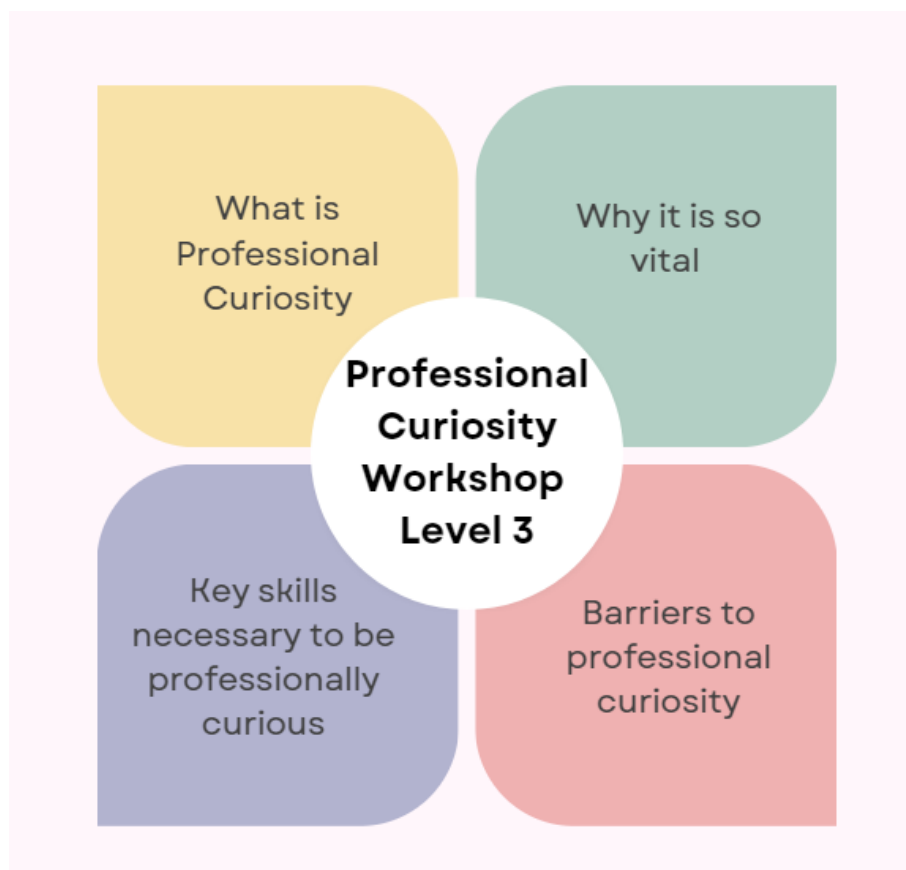 What is
Professional
Curiosity
Why it is so
vital
Professional
Curiosity
Workshop
Level 3
Key skills
necessary to be
professionally
curious
Barriers to
professional
curiosity